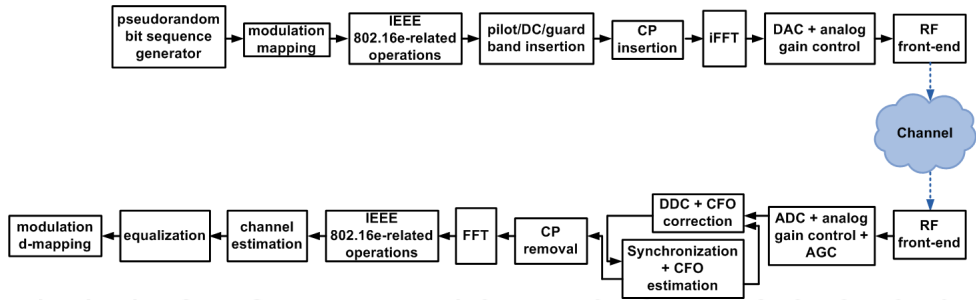 pseudorandom
bit sequence
generator
modulation
mapping
IEEE
802.16e-related
operations
pilot/DC/guard
band insertion
CP
insertion
iFFT
DAC + analog
gain control
RF
front-end
Channel
modulation
d-mapping
equalization
channel
estimation
IEEE
802.16e-related
operations
FFT
CP
removal
DDC + CFO
correction
Synchronization
+ CFO
estimation
ADC + analog
gain control +
AGC
RF
front-end